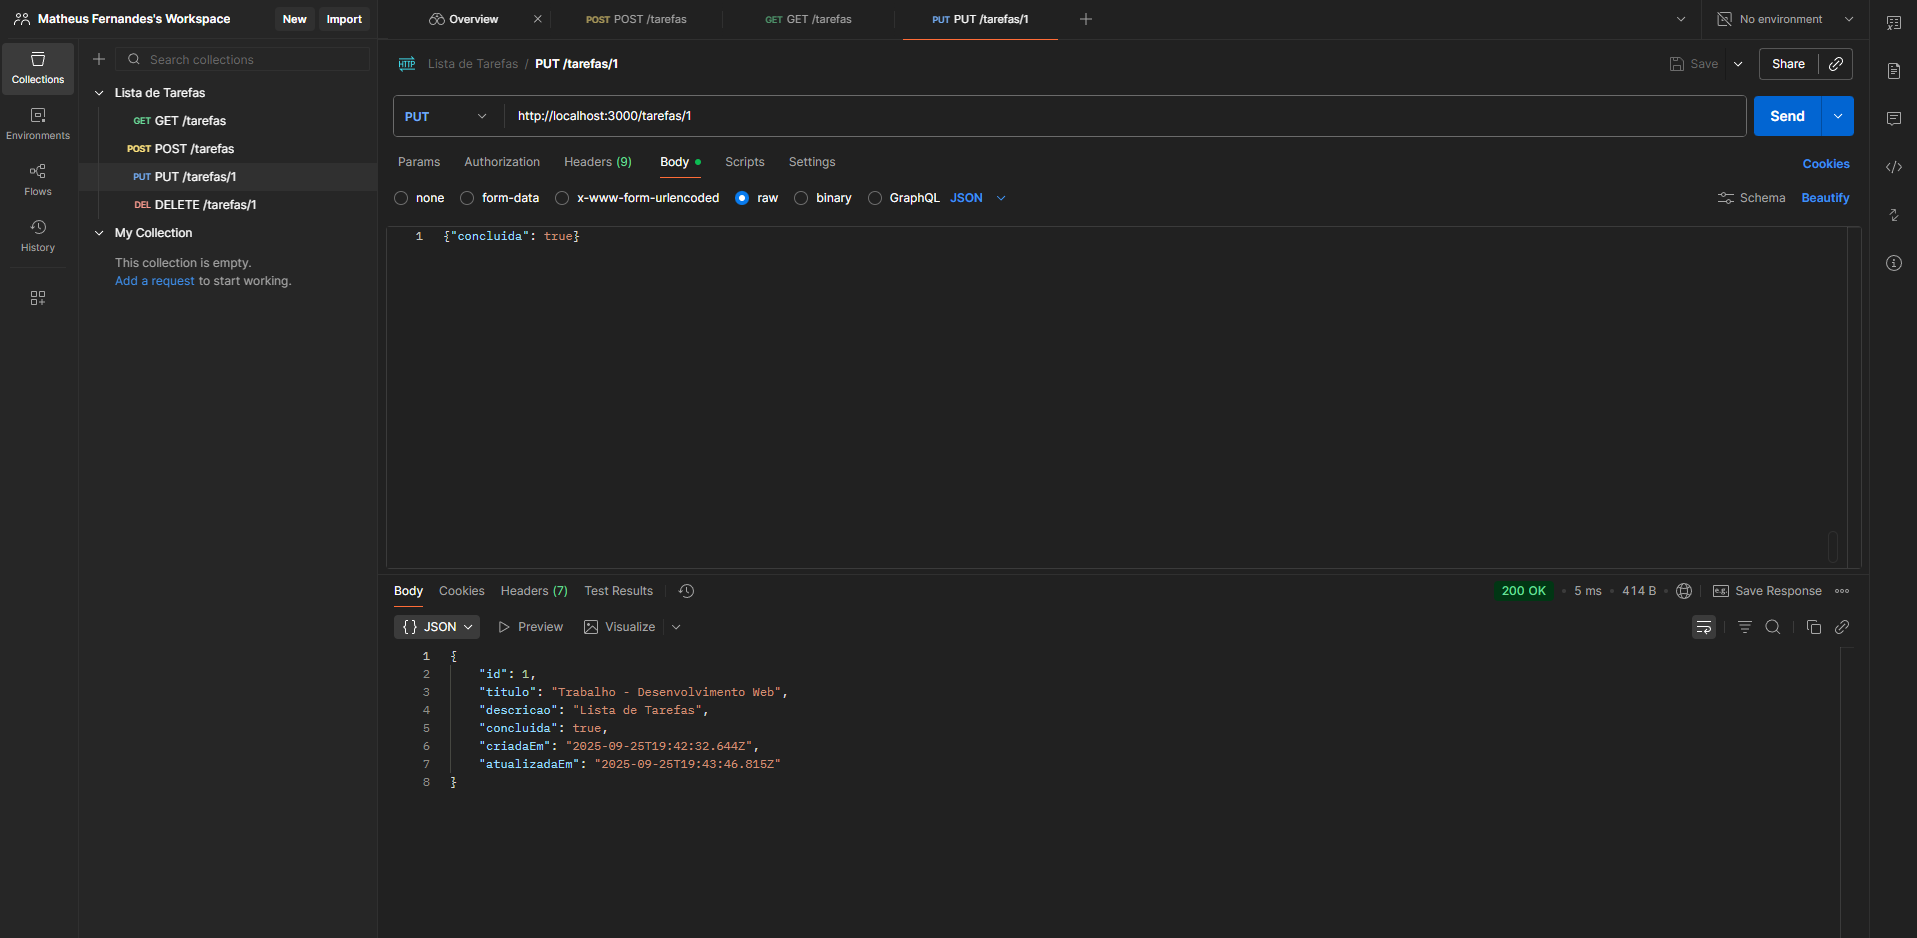 Matheus Fernandes's Workspace
New
Import
Overview
POST POST /tarefas
GET GET /tarefas
PUT PUT /tarefas/1
No environment
Collections
Environments
Flows
History
Search collections
Lista de Tarefas
GET GET /tarefas
POST POST /tarefas
PUT PUT /tarefas/1
DEL DELETE /tarefas/1
My Collection
This collection is empty.
Add a request to start working.
HTTP Lista de Tarefas / PUT /tarefas/1
Save
Share
PUT
http://localhost:3000/tarefas/1
Send
Params Authorization Headers (9) Body Scripts Settings
Cookies
none form-data x-www-form-urlencoded raw binary GraphQL JSON
Schema Beautify
1 {"concluida": true}
Body Cookies Headers (7) Test Results
200 OK 5 ms 414 B e.g. Save Response
{} JSON Preview Visualize
1 {
2 "id": 1,
3 "titulo": "Trabalho - Desenvolvimento Web",
4 "descricao": "Lista de Tarefas",
5 "concluida": true,
6 "criadaEm": "2025-09-25T19:42:32.644Z",
7 "atualizadaEm": "2025-09-25T19:43:46.815Z"
8 }